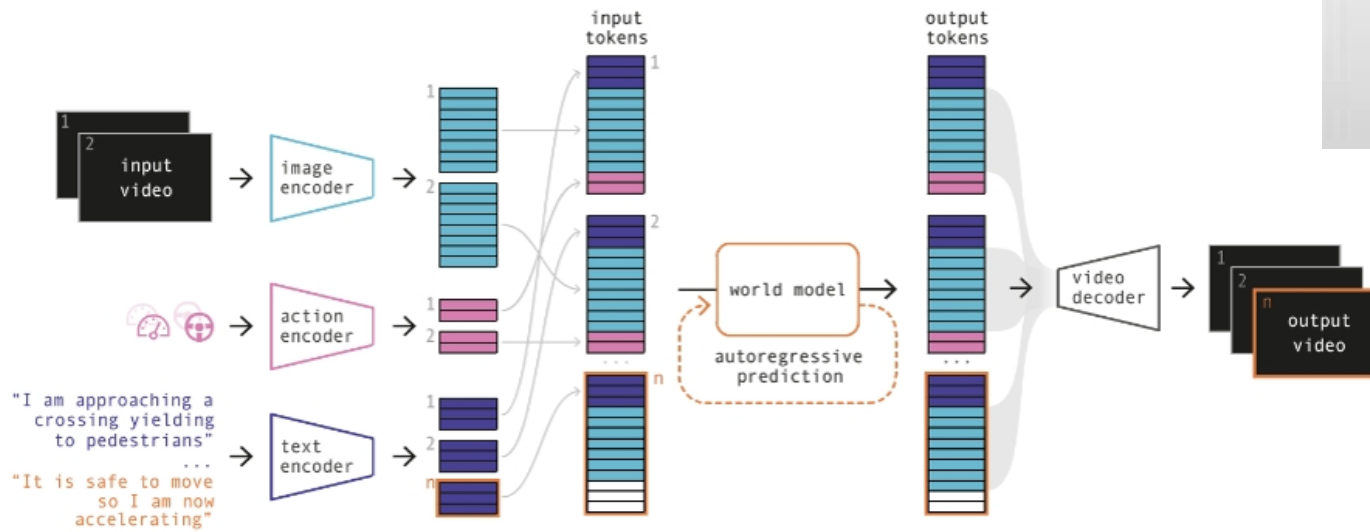 input
tokens
output
tokens
1
2
input
video
image
encoder
1
2
1
2
n
action
encoder
1
2
"I am approaching a
crossing yielding
to pedestrians"
...
"It is safe to move
so I am now
accelerating"
text
encoder
1
2
n
...
world model
autoregressive
prediction
...
video
decoder
1
2
n
output
video